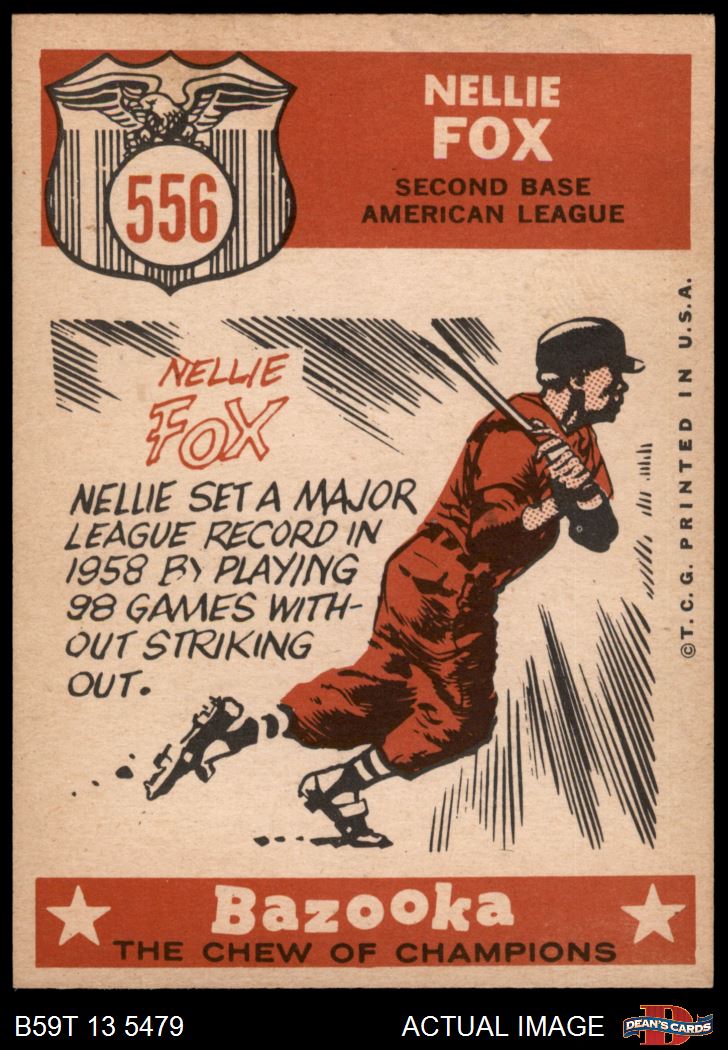 556
NELLIE
FOX
SECOND BASE
AMERICAN LEAGUE
NELLIE
FOX
NELLIE SET A MAJOR
LEAGUE RECORD IN
1958 BY PLAYING
98 GAMES WITH-
OUT STRIKING
OUT.
©T.C.G. PRINTED IN U.S.A.
Bazooka
THE CHEW OF CHAMPIONS
B59T 13 5479
ACTUAL IMAGE
D
DEAN'S CARDS